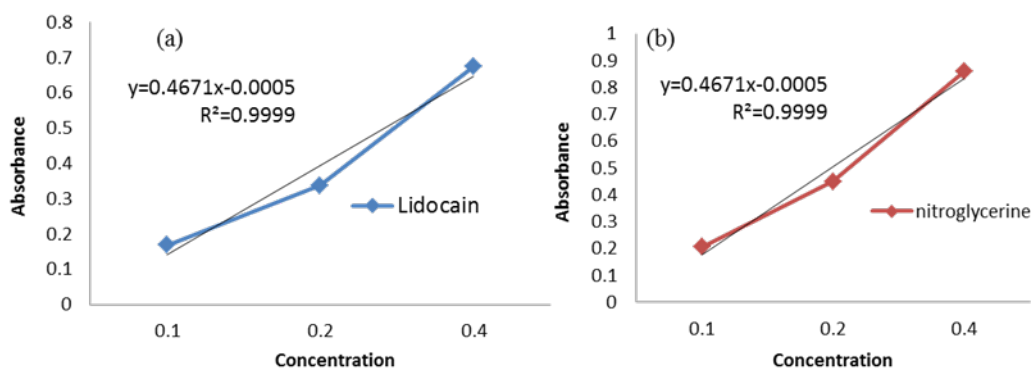 (a)
y=0.4671x-0.0005
R²=0.9999
Absorbance
0.8
0.7
0.6
0.5
0.4
0.3
0.2
0.1
0
Lidocain
0.1 0.2 0.4
Concentration
(b)
y=0.4671x-0.0005
R²=0.9999
Absorbance
1
0.9
0.8
0.7
0.6
0.5
0.4
0.3
0.2
0.1
0
nitroglycerine
0.1 0.2 0.4
Concentration